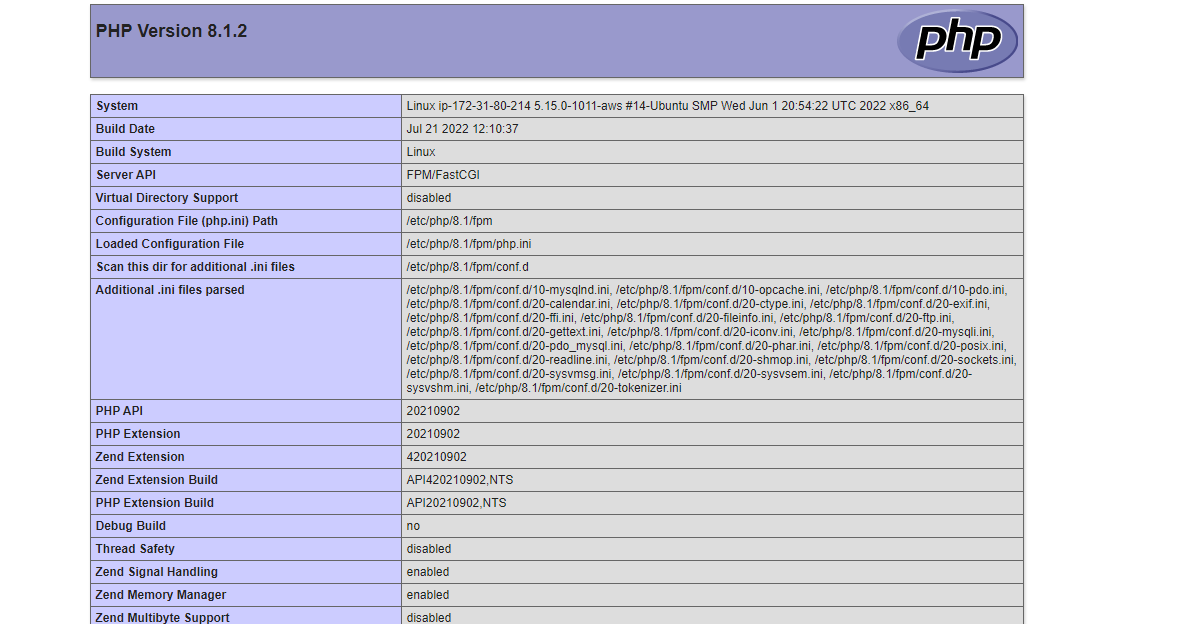 PHP Version 8.1.2
php
System Linux ip-172-31-80-214 5.15.0-1011-aws #14-Ubuntu SMP Wed Jun 1 20:54:22 UTC 2022 x86_64
Build Date Jul 21 2022 12:10:37
Build System Linux
Server API FPM/FastCGI
Virtual Directory Support disabled
Configuration File (php.ini) Path /etc/php/8.1/fpm
Loaded Configuration File /etc/php/8.1/fpm/php.ini
Scan this dir for additional .ini files /etc/php/8.1/fpm/conf.d
Additional .ini files parsed /etc/php/8.1/fpm/conf.d/10-mysqlnd.ini, /etc/php/8.1/fpm/conf.d/10-opcache.ini, /etc/php/8.1/fpm/conf.d/10-pdo.ini,
/etc/php/8.1/fpm/conf.d/20-calendar.ini, /etc/php/8.1/fpm/conf.d/20-ctype.ini, /etc/php/8.1/fpm/conf.d/20-exif.ini,
/etc/php/8.1/fpm/conf.d/20-ffi.ini, /etc/php/8.1/fpm/conf.d/20-fileinfo.ini, /etc/php/8.1/fpm/conf.d/20-ftp.ini,
/etc/php/8.1/fpm/conf.d/20-gettext.ini, /etc/php/8.1/fpm/conf.d/20-iconv.ini, /etc/php/8.1/fpm/conf.d/20-mysqli.ini,
/etc/php/8.1/fpm/conf.d/20-pdo_mysql.ini, /etc/php/8.1/fpm/conf.d/20-phar.ini, /etc/php/8.1/fpm/conf.d/20-posix.ini,
/etc/php/8.1/fpm/conf.d/20-readline.ini, /etc/php/8.1/fpm/conf.d/20-shmop.ini, /etc/php/8.1/fpm/conf.d/20-sockets.ini,
/etc/php/8.1/fpm/conf.d/20-sysvmsg.ini, /etc/php/8.1/fpm/conf.d/20-sysvsem.ini, /etc/php/8.1/fpm/conf.d/20-
sysvshm.ini, /etc/php/8.1/fpm/conf.d/20-tokenizer.ini
PHP API 20210902
PHP Extension 20210902
Zend Extension 420210902
Zend Extension Build API420210902,NTS
PHP Extension Build API20210902,NTS
Debug Build no
Thread Safety disabled
Zend Signal Handling enabled
Zend Memory Manager enabled
Zend Multibyte Support disabled